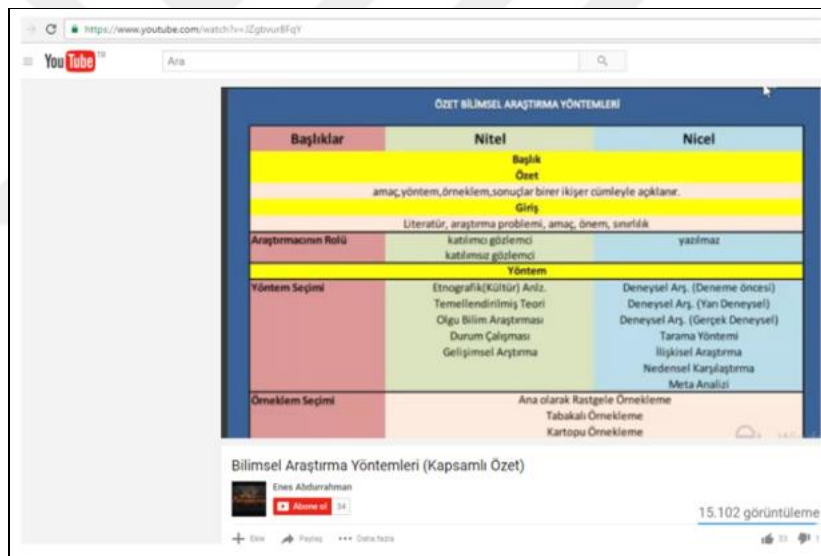 https://www.youtube.com/watch?v=JZgbvurBFqY
YouTube TR
Ara
ÖZET BİLİMSEL ARAŞTIRMA YÖNTEMLERİ
Başlıklar Nitel Nicel
Başlık
Özet
amaç,yöntem,örneklem,sonuçlar birer ikişer cümleyle açıklanır.
Giriş
Literatür, araştırma problemi, amaç, önem, sınırlılık
Araştırmacının Rolü katılımcı gözlemci yazılmaz
katılımsız gözlemci
Yöntem
Yöntem Seçimi Etnografik(Kültür) Anlz. Deneysel Arş. (Deneme öncesi)
Temellendirilmiş Teori Deneysel Arş. (Yarı Deneysel)
Olgu Bilim Araştırması Deneysel Arş. (Gerçek Deneysel)
Durum Çalışması Tarama Yöntemi
Gelişimsel Arştırma İlişkisel Araştırma
Nedensel Karşılaştırma
Meta Analizi
Örneklem Seçimi Ana olarak Rastgele Örnekleme
Tabakalı Örnekleme
Kartopu Örnekleme
Bilimsel Araştırma Yöntemleri (Kapsamlı Özet)
Enes Abdurrahman
Abone ol 34
15.102 görüntüleme
Ekle Paylaş Daha fazla 33 1